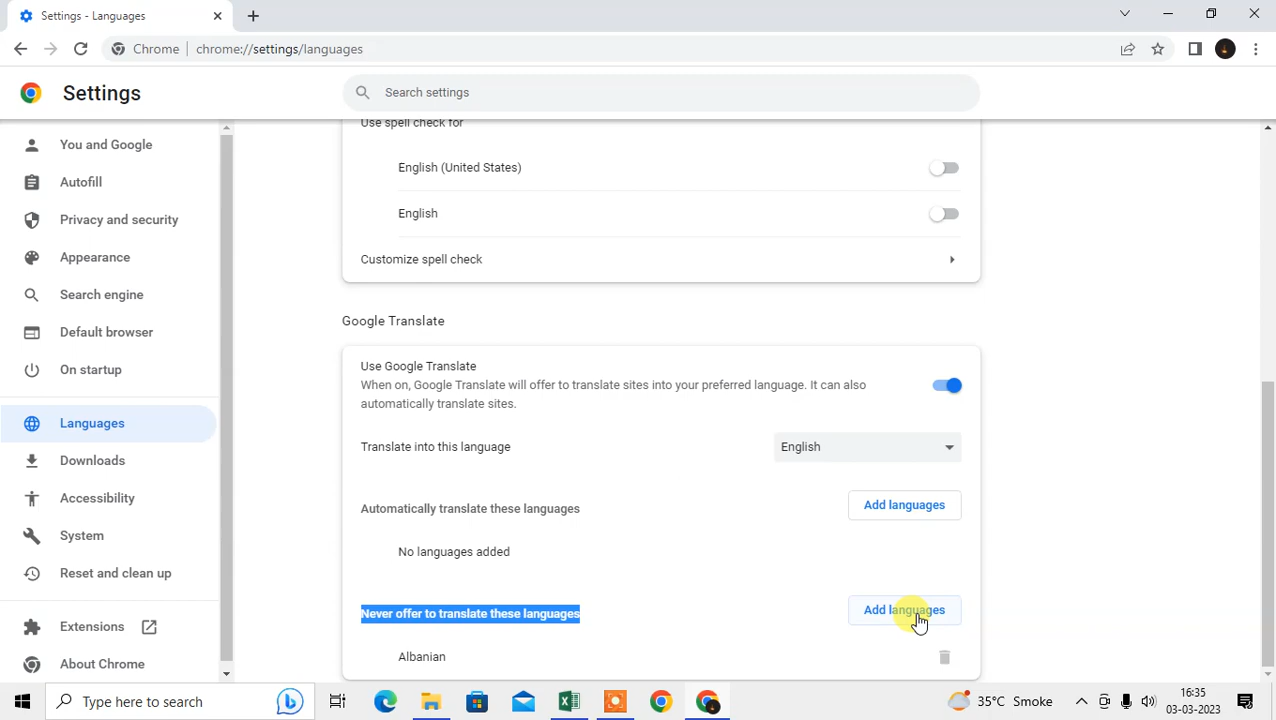 Settings - Languages
Chrome
chrome://settings/languages
Settings
Search settings
You and Google
Autofill
Privacy and security
Appearance
Search engine
Default browser
On startup
Languages
Downloads
Accessibility
System
Reset and clean up
Extensions
About Chrome
Use spell check for
English (United States)
English
Customize spell check
Google Translate
Use Google Translate
When on, Google Translate will offer to translate sites into your preferred language. It can also
automatically translate sites.
Translate into this language
English
Automatically translate these languages
Add languages
No languages added
Never offer to translate these languages
Add languages
Albanian
Type here to search
35°C Smoke
16:35
03-03-2023